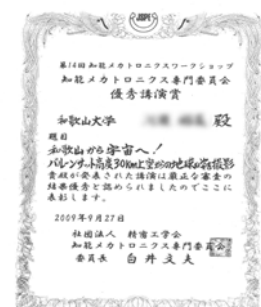 JSPE
第14回知能メカトロニクスワークショップ
知能メカトロニクス専門委員会
優秀講演賞
和歌山大学 殿
題目
和歌山から宇宙へ!
バルーンサット高度30km上空からの地球の姿撮影
貴殿が発表された講演は厳正な審査の
結果優秀と認められましたのでここに
表彰します。
2009年9月27日
社団法人 精密工学会
知能メカトロニクス専門委員会
委員長 白井文夫